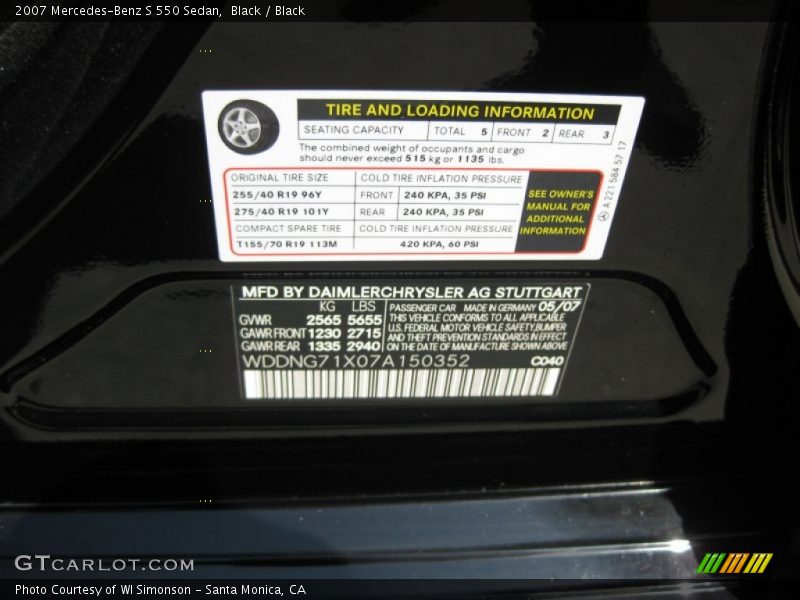 2007 Mercedes-Benz S 550 Sedan, Black / Black
TIRE AND LOADING INFORMATION
SEATING CAPACITY TOTAL 5 FRONT 2 REAR 3
The combined weight of occupants and cargo
should never exceed 515 kg or 1135 lbs.
ORIGINAL TIRE SIZE COLD TIRE INFLATION PRESSURE
255/40 R19 96Y FRONT 240 KPA, 35 PSI
275/40 R19 101Y REAR 240 KPA, 35 PSI
COMPACT SPARE TIRE COLD TIRE INFLATION PRESSURE
T155/70 R19 113M 420 KPA, 60 PSI
SEE OWNER'S
MANUAL FOR
ADDITIONAL
INFORMATION
A 221 584 57 17
MFD BY DAIMLERCHRYSLER AG STUTTGART
KG LBS
GVWR 2565 5655
GAWR FRONT 1230 2715
GAWR REAR 1335 2940
PASSENGER CAR MADE IN GERMANY 05/07
THIS VEHICLE CONFORMS TO ALL APPLICABLE
U.S. FEDERAL MOTOR VEHICLE SAFETY, BUMPER
AND THEFT PREVENTION STANDARDS IN EFFECT
ON THE DATE OF MANUFACTURE SHOWN ABOVE
WDDNG71X07A150352 C040
GTCARLOT.COM
Photo Courtesy of WI Simonson - Santa Monica, CA